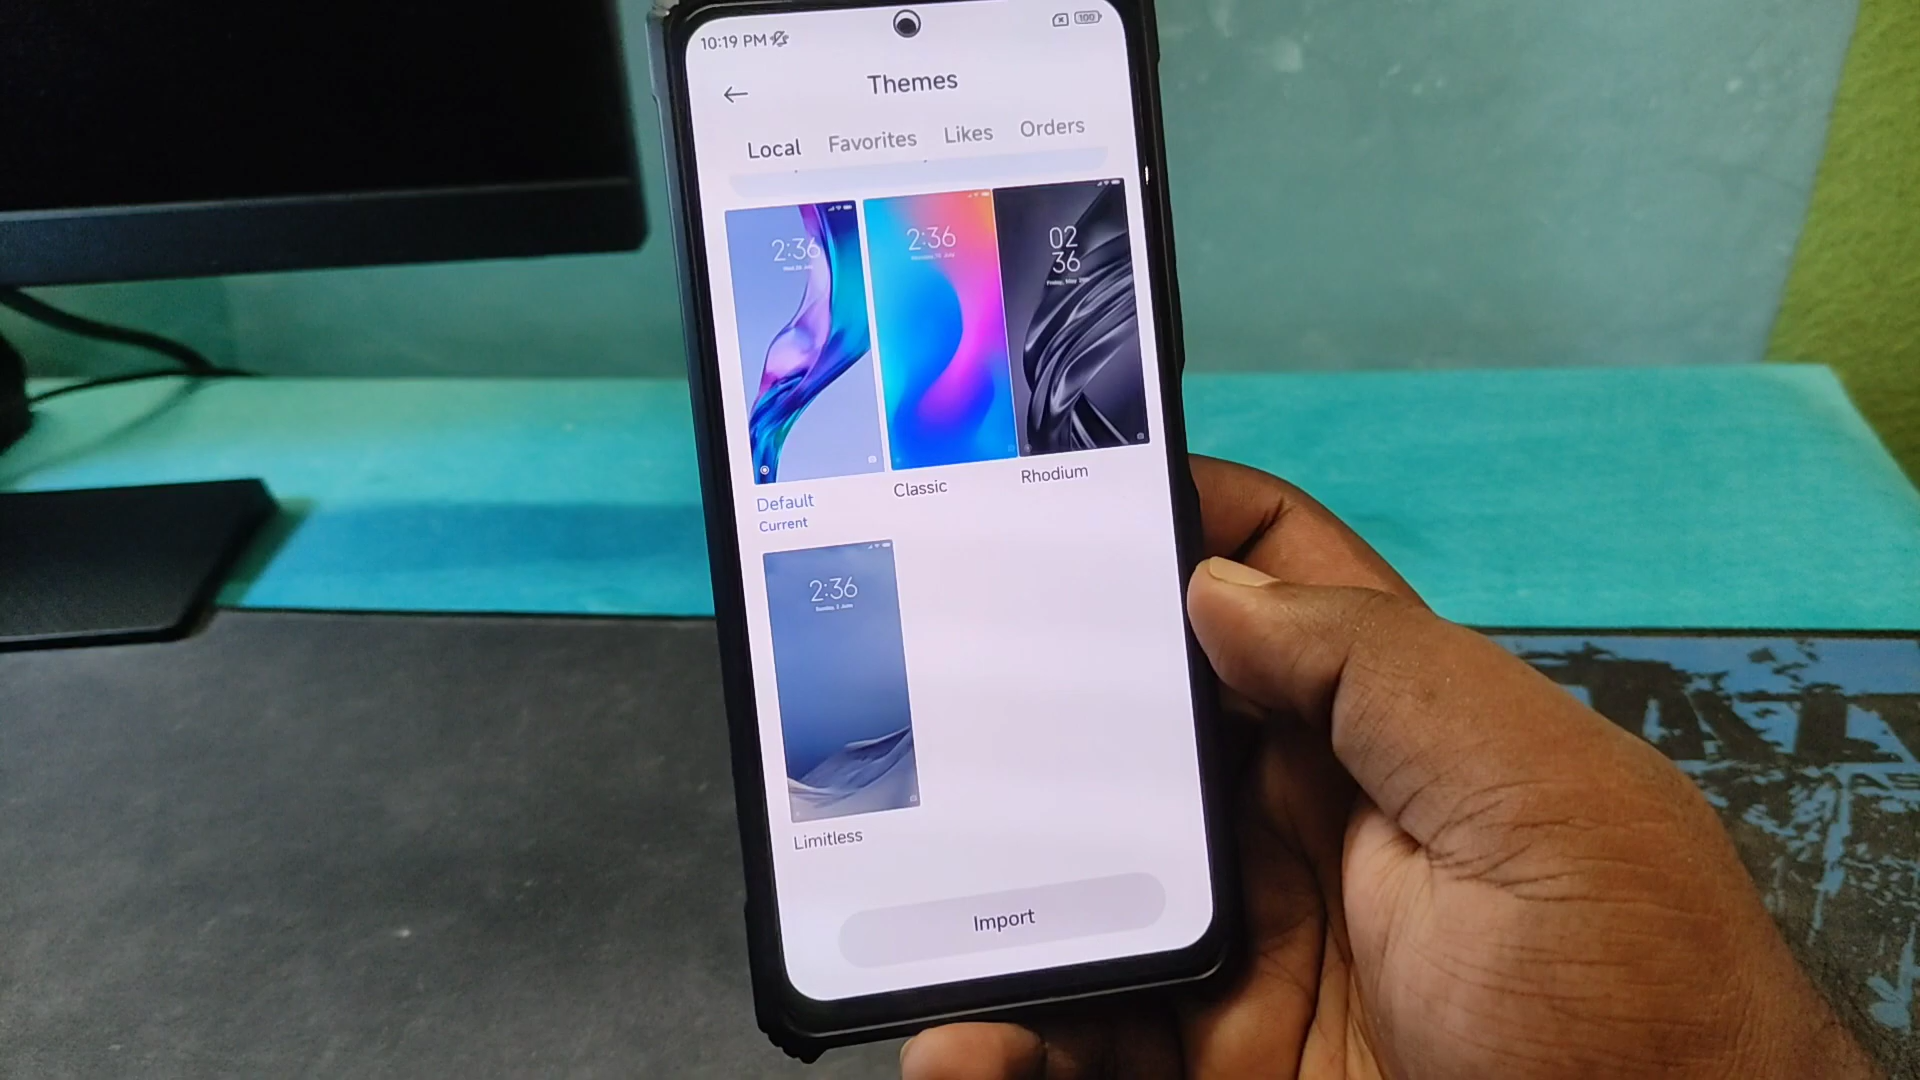 10:19 PM
100
Themes
Local Favorites Likes Orders
2:36
2:36
02
36
Default
Current
Classic
Rhodium
2:36
Limitless
Import